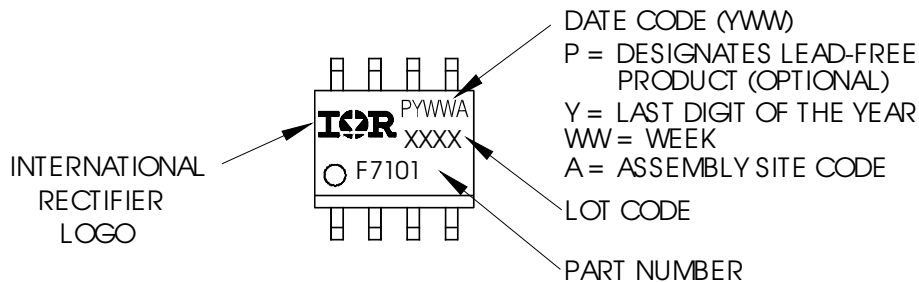 DATE CODE (YWW)
P = DESIGNATES LEAD-FREE
PRODUCT (OPTIONAL)
Y = LAST DIGIT OF THE YEAR
WW = WEEK
A = ASSEMBLY SITE CODE
LOT CODE
PART NUMBER
INTERNATIONAL
RECTIFIER
LOGO
IOR
PYWWA
XXXX
F7101